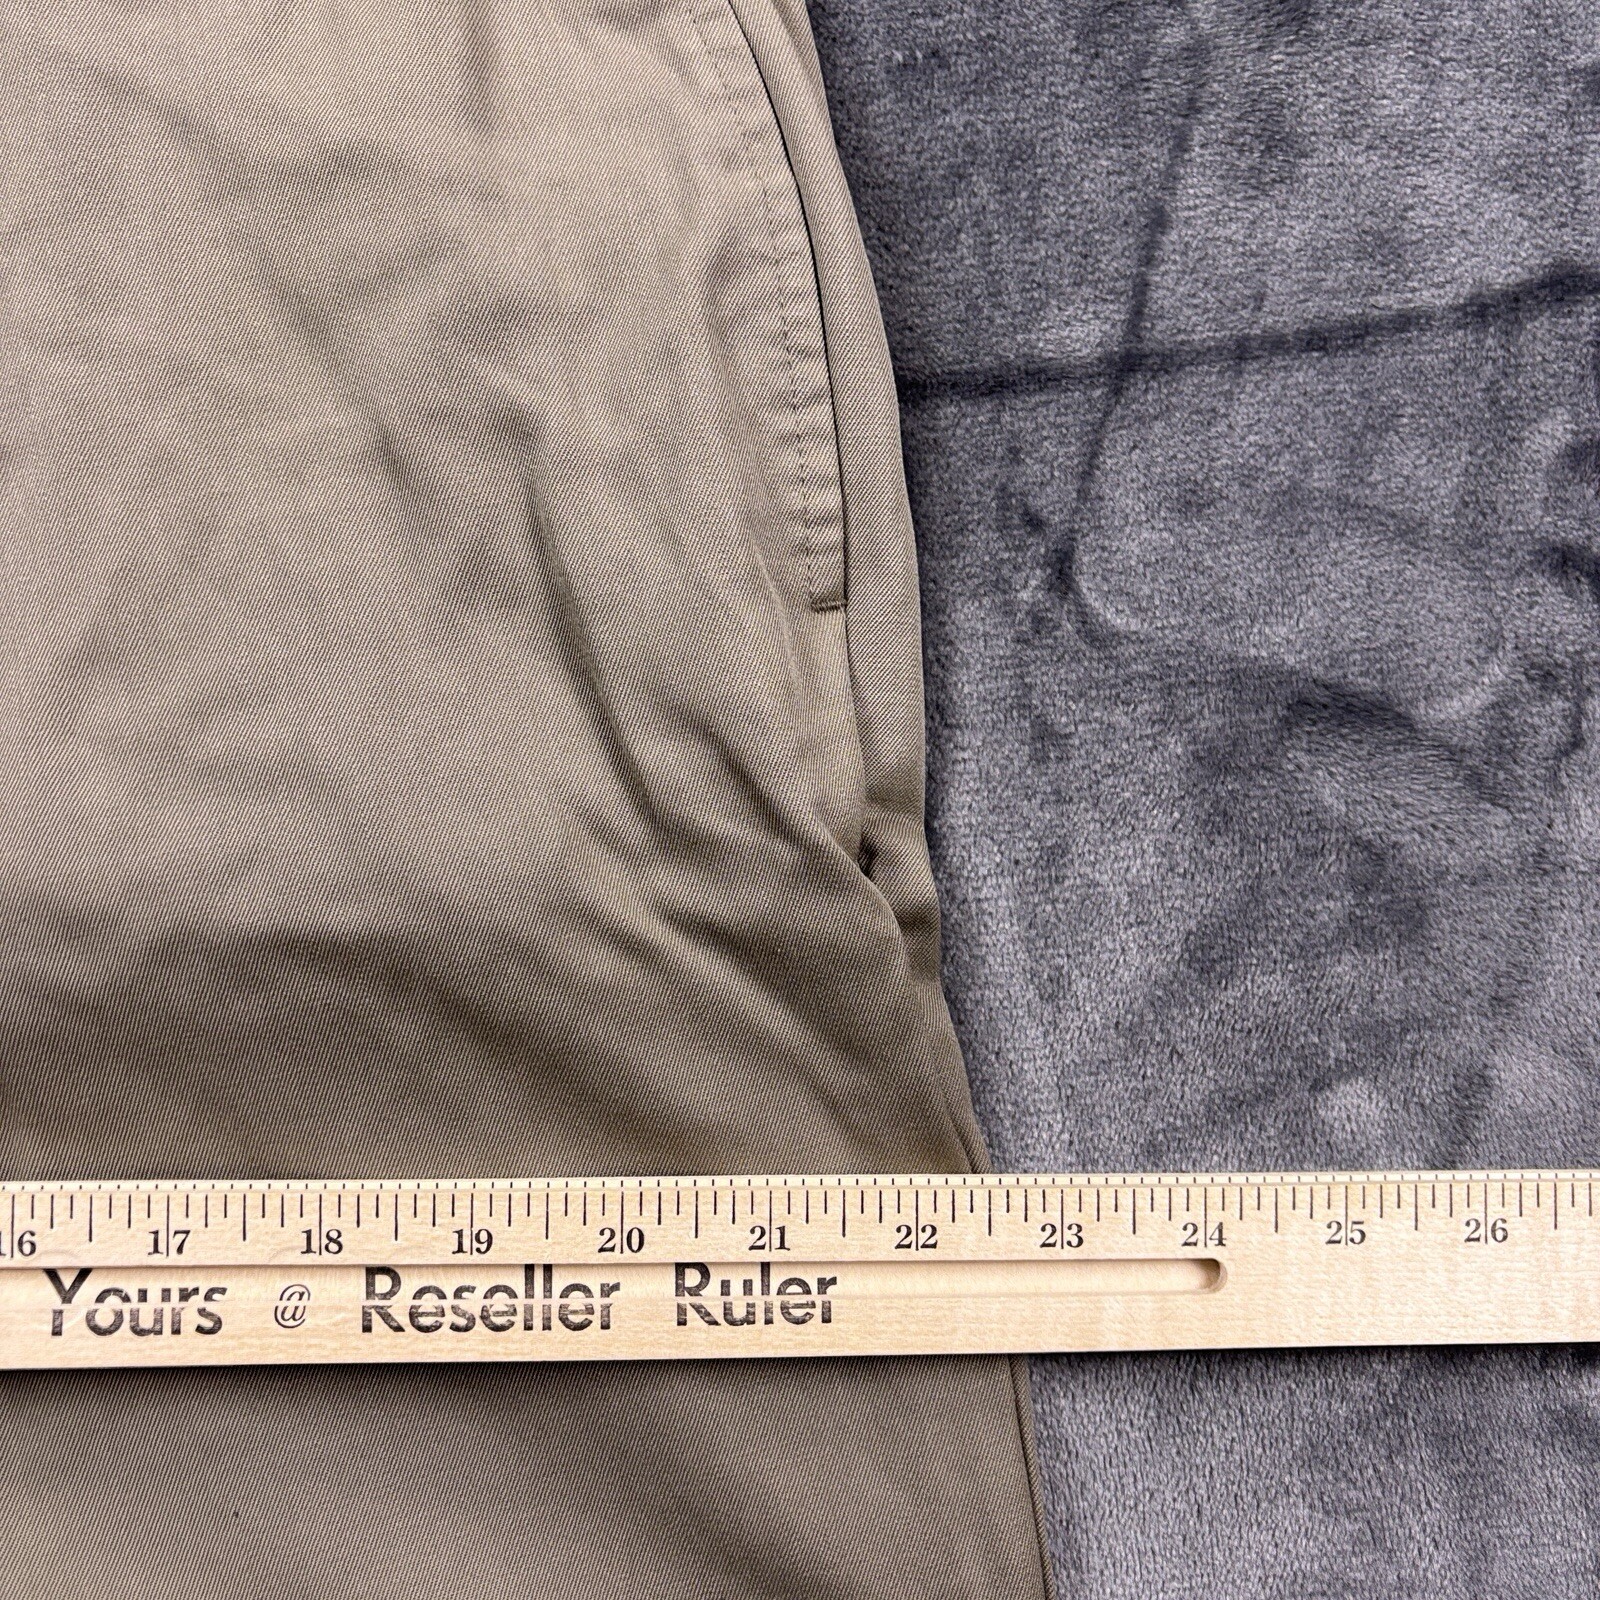 16 17 18 19 20 21 22 23 24 25 26
Yours @ Reseller Ruler